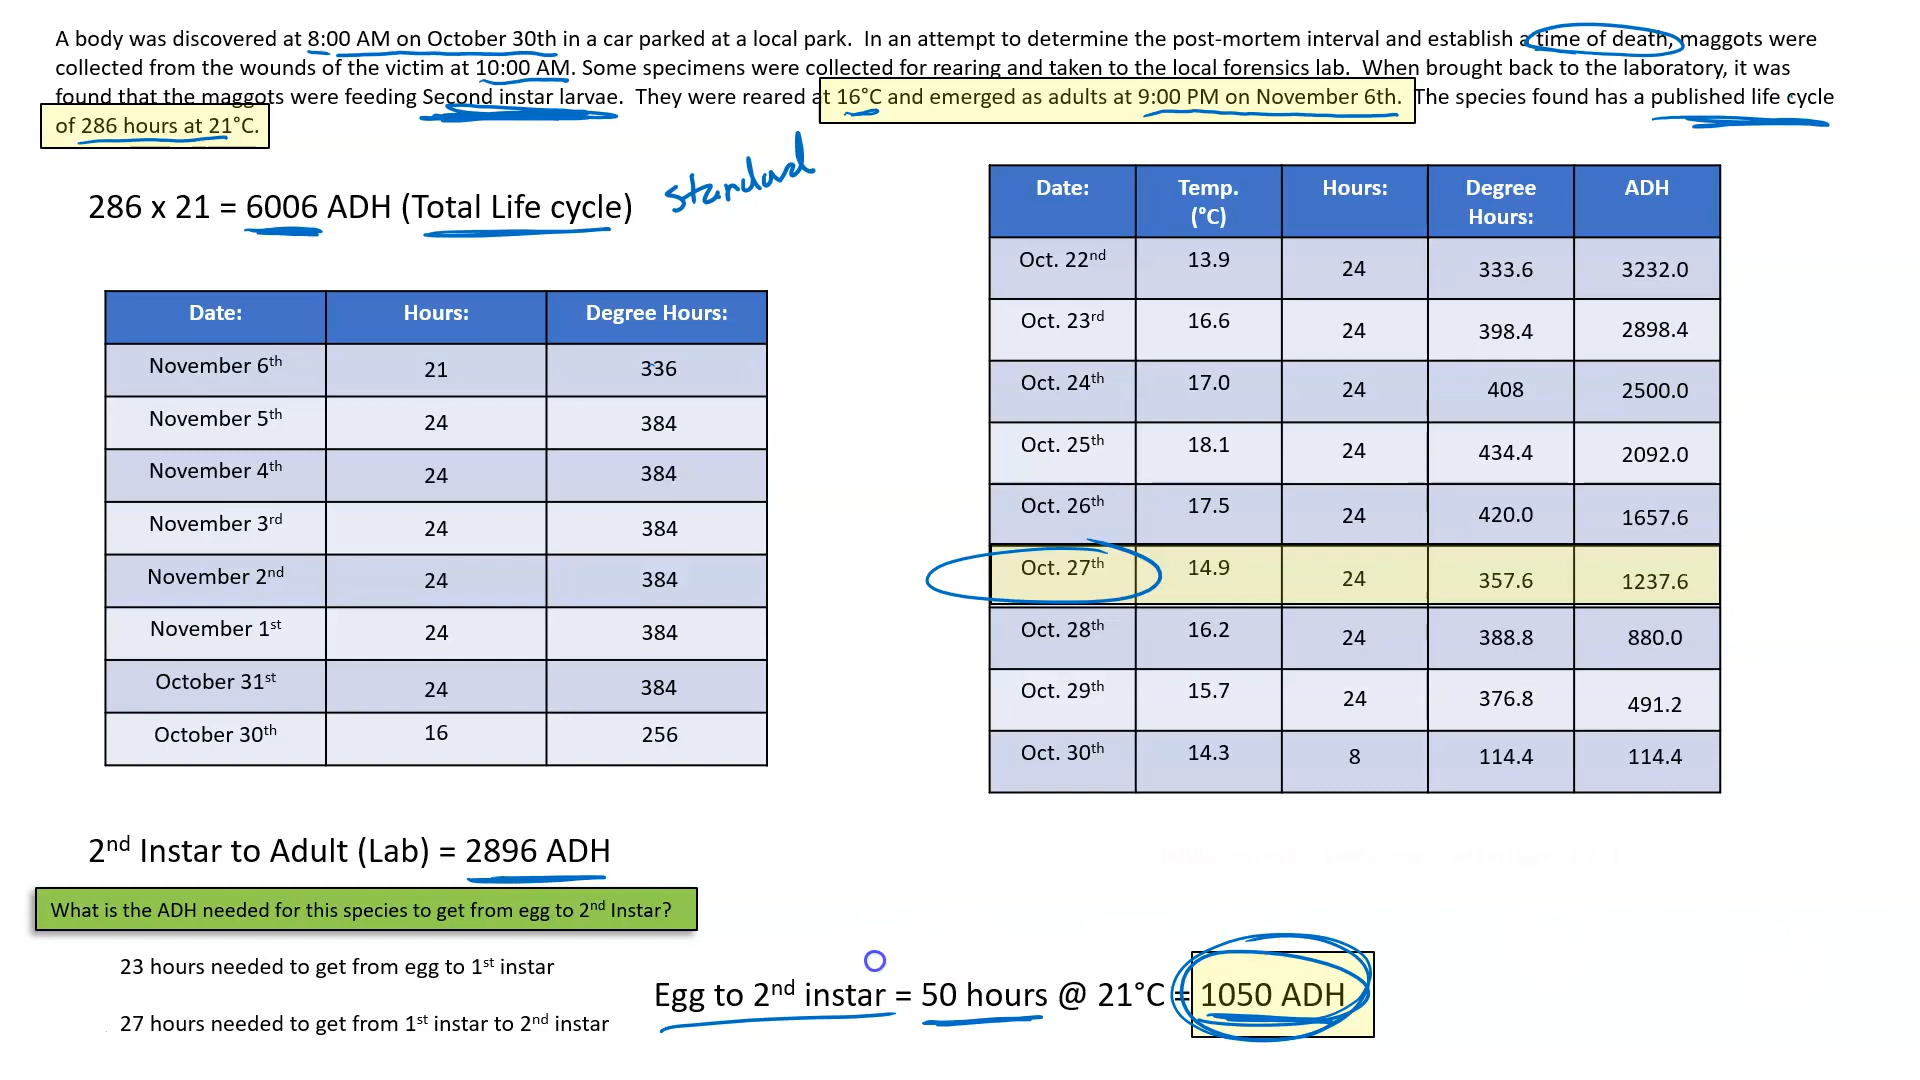 A body was discovered at 8:00 AM on October 30th in a car parked at a local park.  In an attempt to determine the post-mortem interval and establish a time of death, maggots were
collected from the wounds of the victim at 10:00 AM. Some specimens were collected for rearing and taken to the local forensics lab.  When brought back to the laboratory, it was
found that the maggots were feeding Second instar larvae.  They were reared at 16°C and emerged as adults at 9:00 PM on November 6th.  The species found has a published life cycle
of 286 hours at 21°C.
286 x 21 = 6006 ADH (Total Life cycle)
standard
Date: Hours: Degree Hours:
November 6th 21 336
November 5th 24 384
November 4th 24 384
November 3rd 24 384
November 2nd 24 384
November 1st 24 384
October 31st 24 384
October 30th 16 256
Date: Temp. (°C) Hours: Degree Hours: ADH
Oct. 22nd 13.9 24 333.6 3232.0
Oct. 23rd 16.6 24 398.4 2898.4
Oct. 24th 17.0 24 408 2500.0
Oct. 25th 18.1 24 434.4 2092.0
Oct. 26th 17.5 24 420.0 1657.6
Oct. 27th 14.9 24 357.6 1237.6
Oct. 28th 16.2 24 388.8 880.0
Oct. 29th 15.7 24 376.8 491.2
Oct. 30th 14.3 8 114.4 114.4
2nd Instar to Adult (Lab) = 2896 ADH
What is the ADH needed for this species to get from egg to 2nd Instar?
23 hours needed to get from egg to 1st instar
27 hours needed to get from 1st instar to 2nd instar
Egg to 2nd instar = 50 hours @ 21°C = 1050 ADH